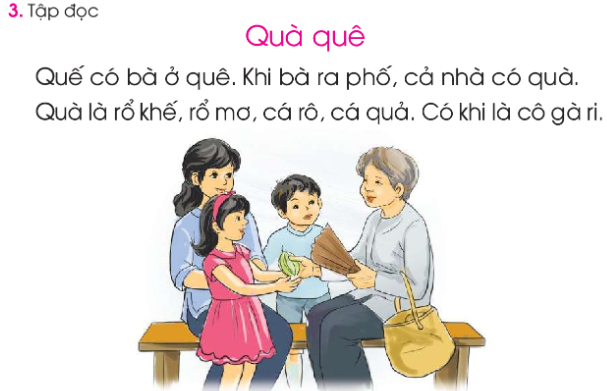 3. Tập đọc
Quà quê
Quế có bà ở quê. Khi bà ra phố, cả nhà có quà.
Quà là rổ khế, rổ mơ, cá rô, cá quả. Có khi là cô gà ri.